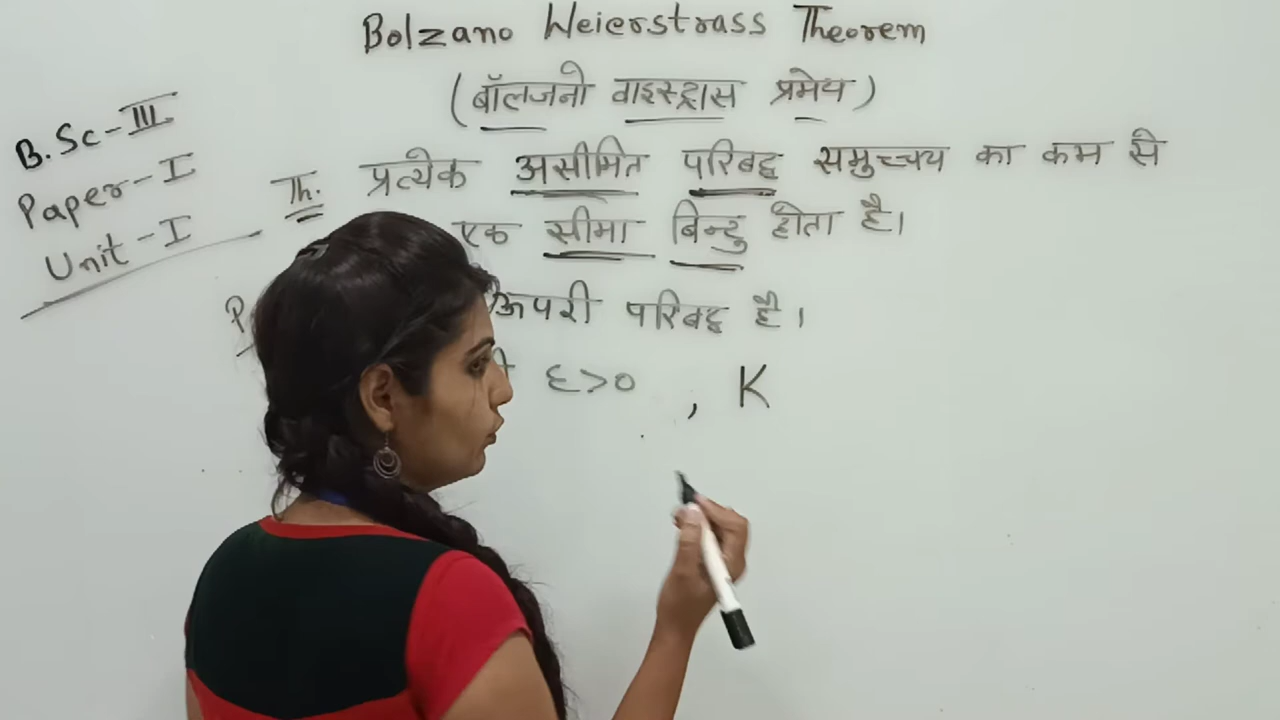 Bolzano Weierstrass Theorem
(बॉलजनो वाइस्ट्रास प्रमेय)
B.Sc-III
Paper-I
Unit-I
Th. प्रत्येक असीमित परिबद्ध समुच्चय का कम से
एक सीमा बिन्दु होता है।
ऊपरी परिबद्ध है।
ε>0 , K